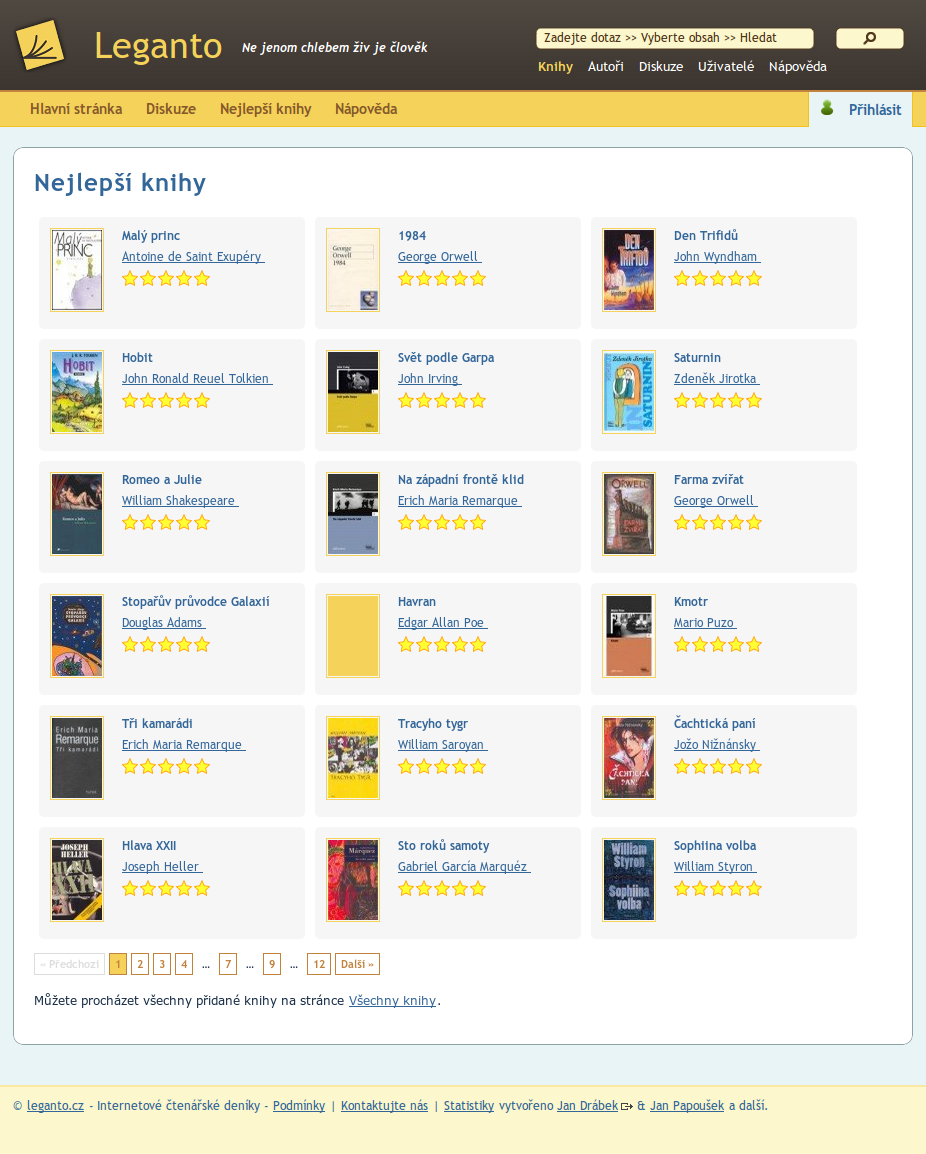 Leganto
Ne jenom chlebem živ je člověk
Zadejte dotaz >> Vyberte obsah >> Hledat
Knihy Autoři Diskuze Uživatelé Nápověda
Hlavní stránka Diskuze Nejlepší knihy Nápověda Přihlásit
Nejlepší knihy
Malý princ
Antoine de Saint Exupéry
1984
George Orwell
Den Trifidů
John Wyndham
Hobit
John Ronald Reuel Tolkien
Svět podle Garpa
John Irving
Saturnin
Zdeněk Jirotka
Romeo a Julie
William Shakespeare
Na západní frontě klid
Erich Maria Remarque
Farma zvířat
George Orwell
Stopařův průvodce Galaxií
Douglas Adams
Havran
Edgar Allan Poe
Kmotr
Mario Puzo
Tři kamarádi
Erich Maria Remarque
Tracyho tygr
William Saroyan
Čachtická paní
Jožo Nižnánsky
Hlava XXII
Joseph Heller
Sto roků samoty
Gabriel García Marquéz
Sophiina volba
William Styron
« Předchozí 1 2 3 4 … 7 … 9 … 12 Další »
Můžete procházet všechny přidané knihy na stránce Všechny knihy.
© leganto.cz - Internetové čtenářské deníky - Podmínky | Kontaktujte nás | Statistiky vytvořeno Jan Drábek & Jan Papoušek a další.